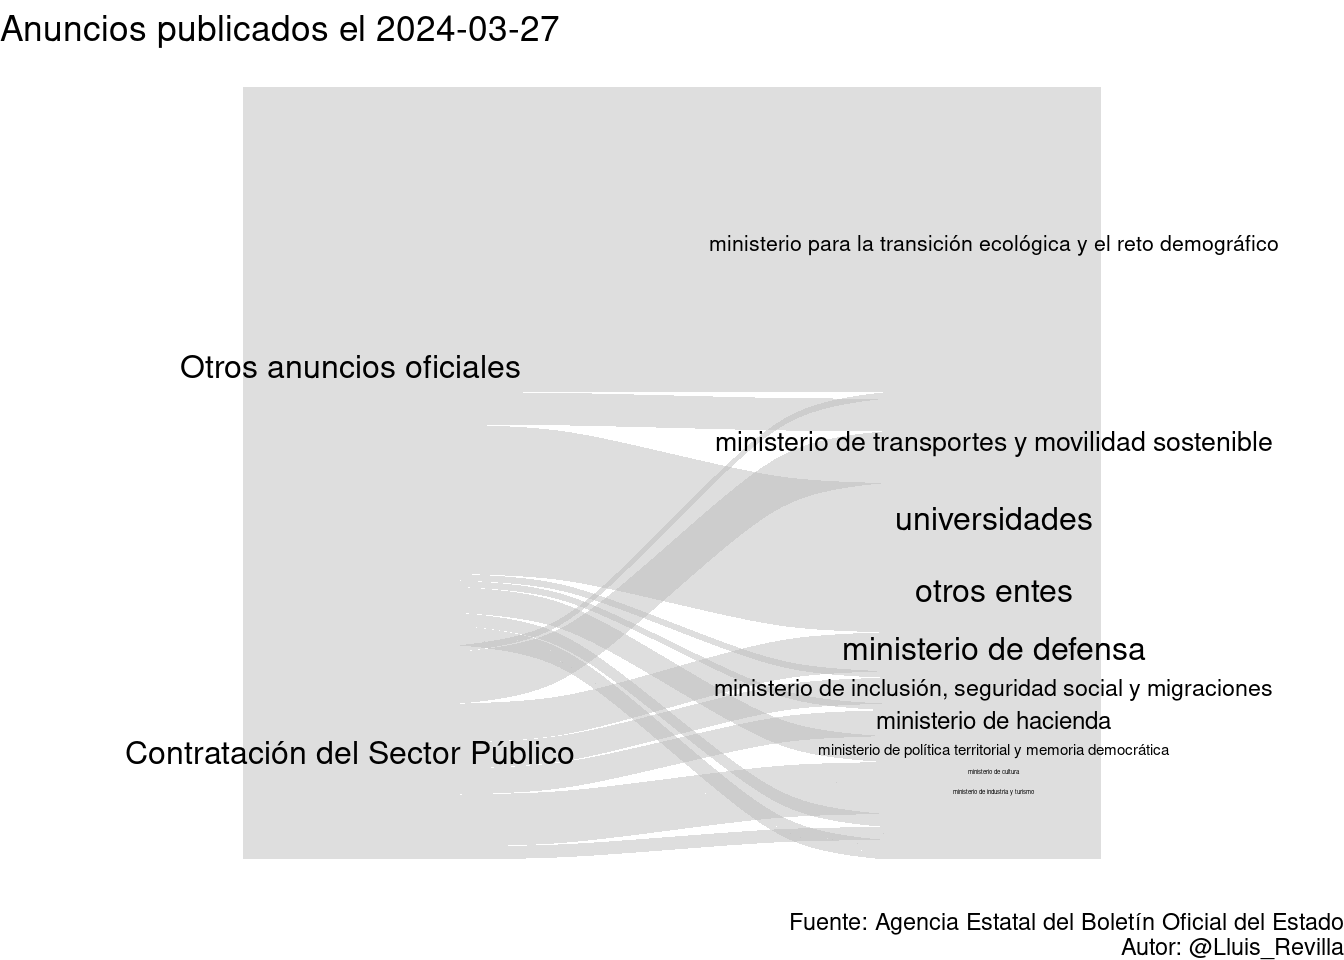 Anuncios publicados el 2024-03-27
ministerio para la transición ecológica y el reto demográfico
Otros anuncios oficiales
ministerio de transportes y movilidad sostenible
universidades
otros entes
ministerio de defensa
ministerio de inclusión, seguridad social y migraciones
ministerio de hacienda
Contratación del Sector Público
ministerio de política territorial y memoria democrática
ministerio de cultura
ministerio de industria y turismo
Fuente: Agencia Estatal del Boletín Oficial del Estado
Autor: @Lluis_Revilla